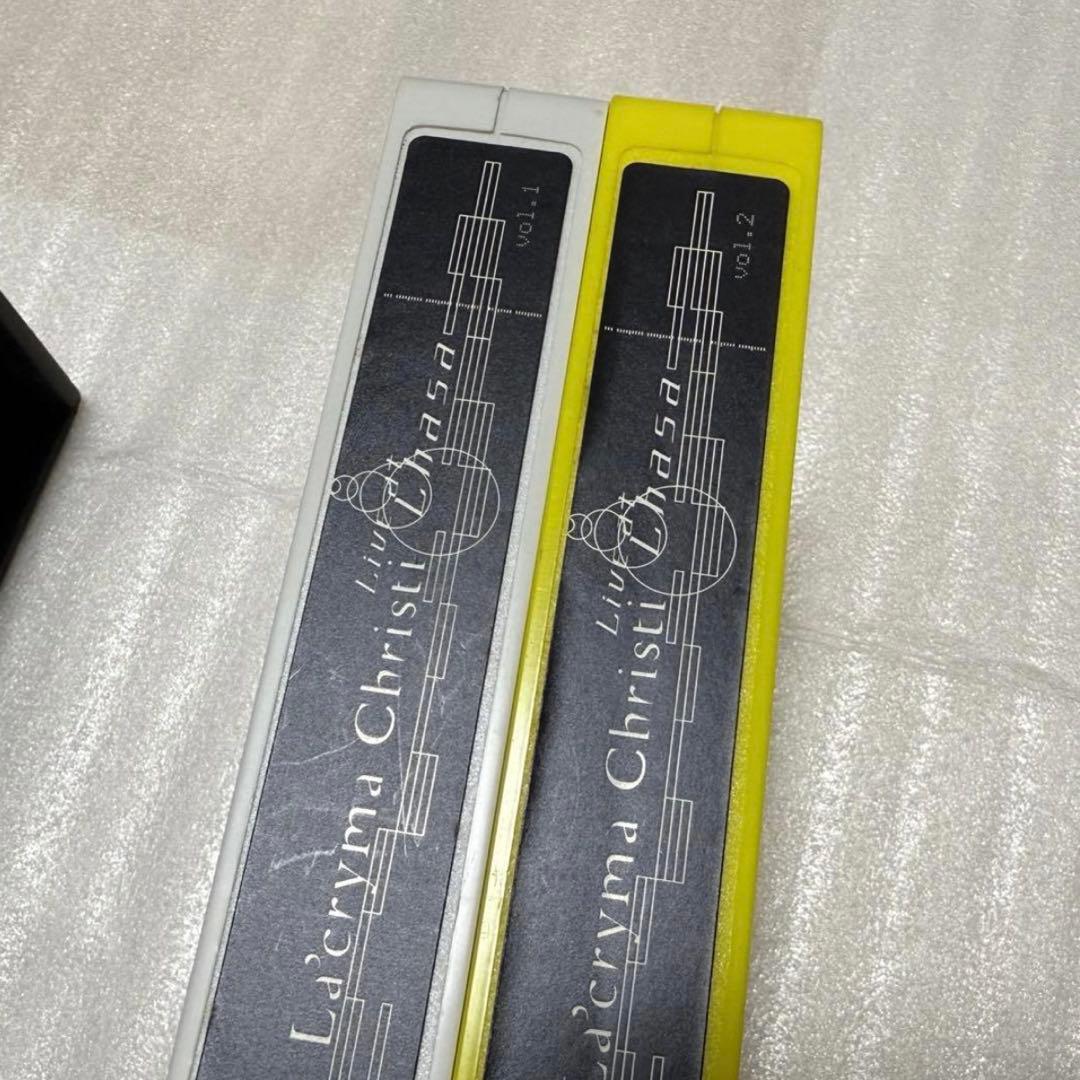 La'cryma Christi
Live at Lhasa
vol.1
La'cryma Christi
Live at Lhasa
vol.2